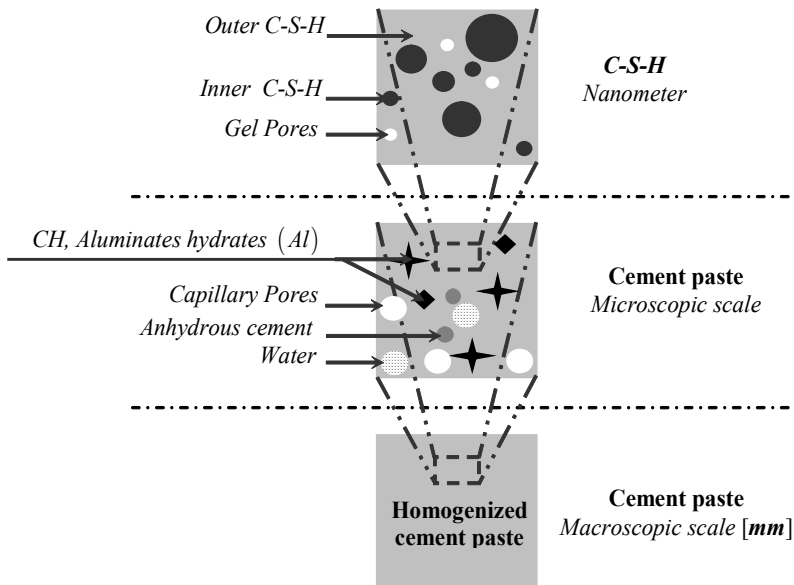 Outer C-S-H
Inner C-S-H
Gel Pores
C-S-H
Nanometer
CH, Aluminates hydrates (Al)
Capillary Pores
Anhydrous cement
Water
Cement paste
Microscopic scale
Homogenized
cement paste
Cement paste
Macroscopic scale [mm]